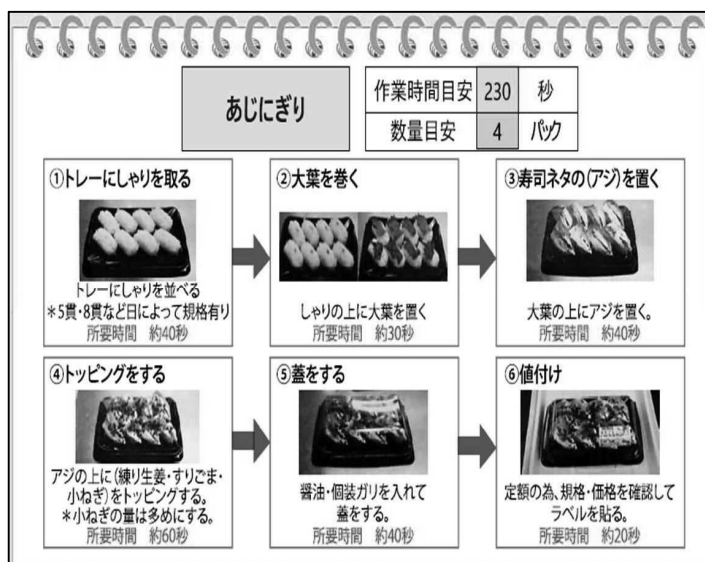 あじにぎり
作業時間目安 230 秒
数量目安 4 パック
①トレーにしゃりを取る
トレーにしゃりを並べる
＊5貫・8貫など日によって規格有り
所要時間 約40秒
②大葉を巻く
しゃりの上に大葉を置く
所要時間 約30秒
③寿司ネタの(アジ)を置く
大葉の上にアジを置く。
所要時間 約40秒
④トッピングをする
アジの上に(練り生姜・すりごま・
小ねぎ)をトッピングする。
＊小ねぎの量は多めにする。
所要時間 約60秒
⑤蓋をする
醤油・個装ガリを入れて
蓋をする。
所要時間 約40秒
⑥値付け
定額の為、規格・価格を確認して
ラベルを貼る。
所要時間 約20秒